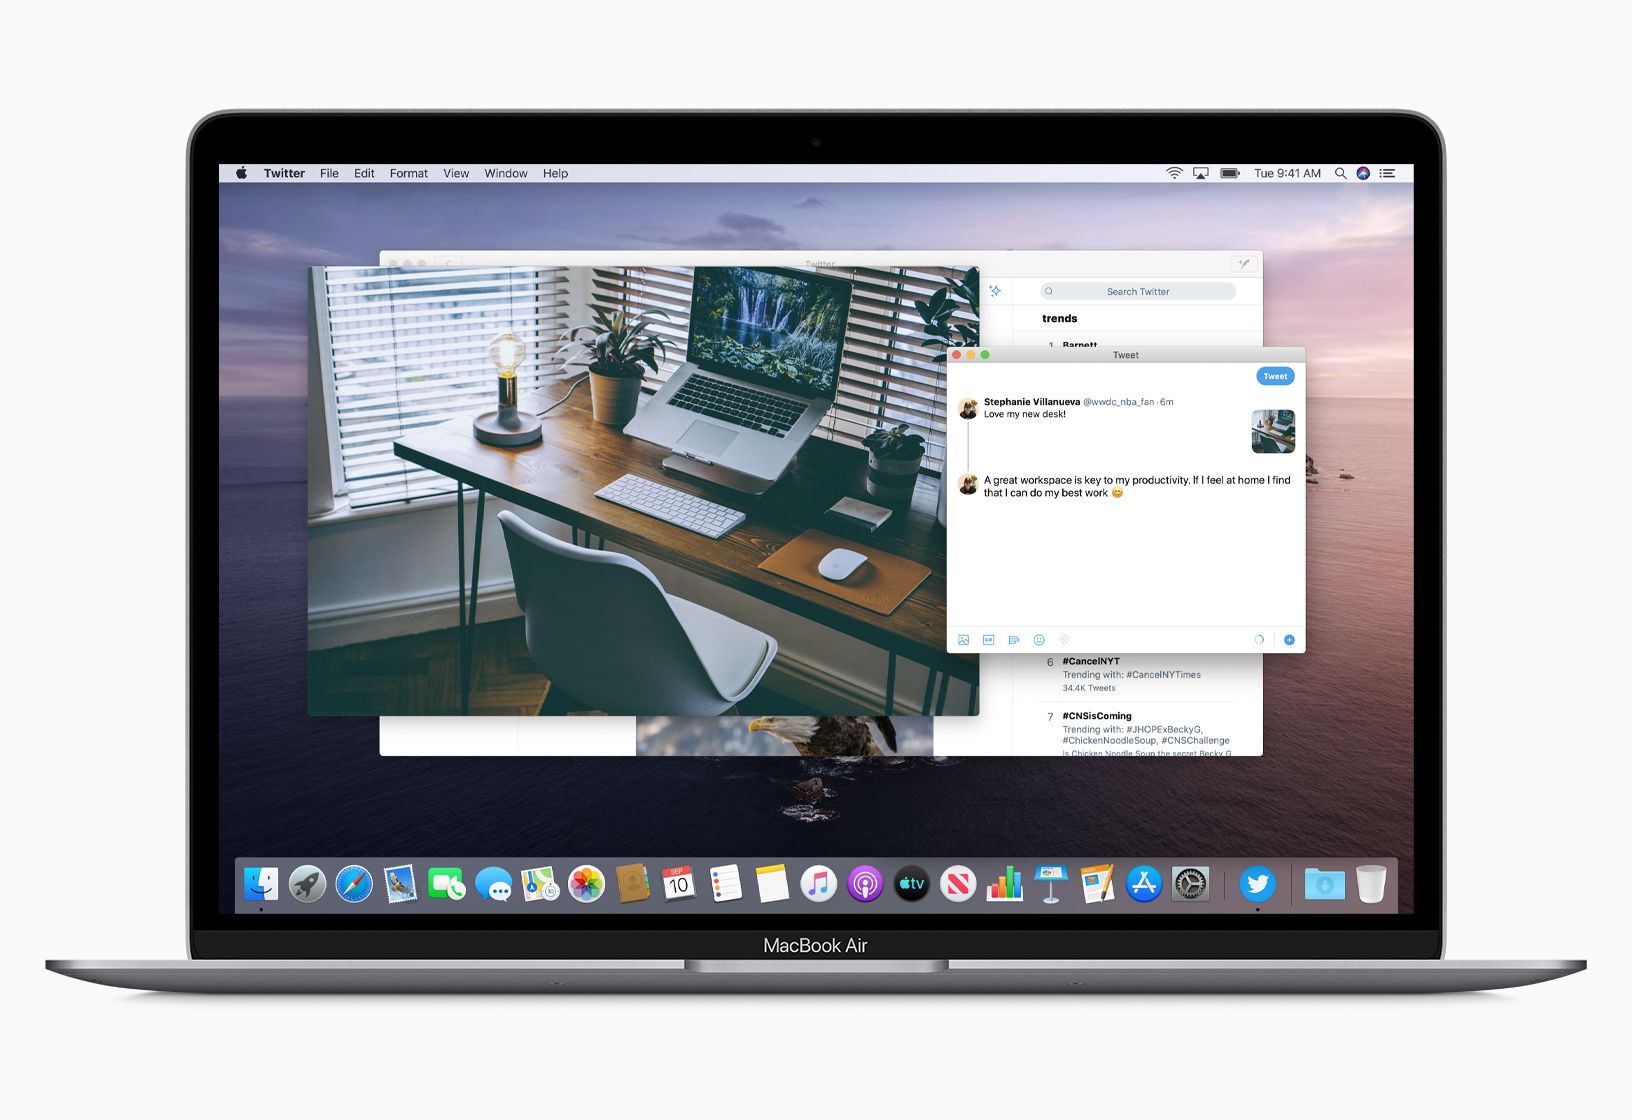 Twitter File Edit Format View Window Help
Tue 9:41 AM
Twitter
Search Twitter
trends
1 Barnett
Tweet
Tweet
Stephanie Villanueva @wwdc_nba_fan · 6m
Love my new desk!
A great workspace is key to my productivity. If I feel at home I find
that I can do my best work 😊
GIF
6 #CancelNYT
Trending with: #CancelNYTimes
34.4K Tweets
7 #CNSisComing
Trending with: #JHOPExBeckyG,
#ChickenNoodleSoup, #CNSChallenge
Is Chicken Noodle Soup the secret Becky G
SEP
10
tv
MacBook Air